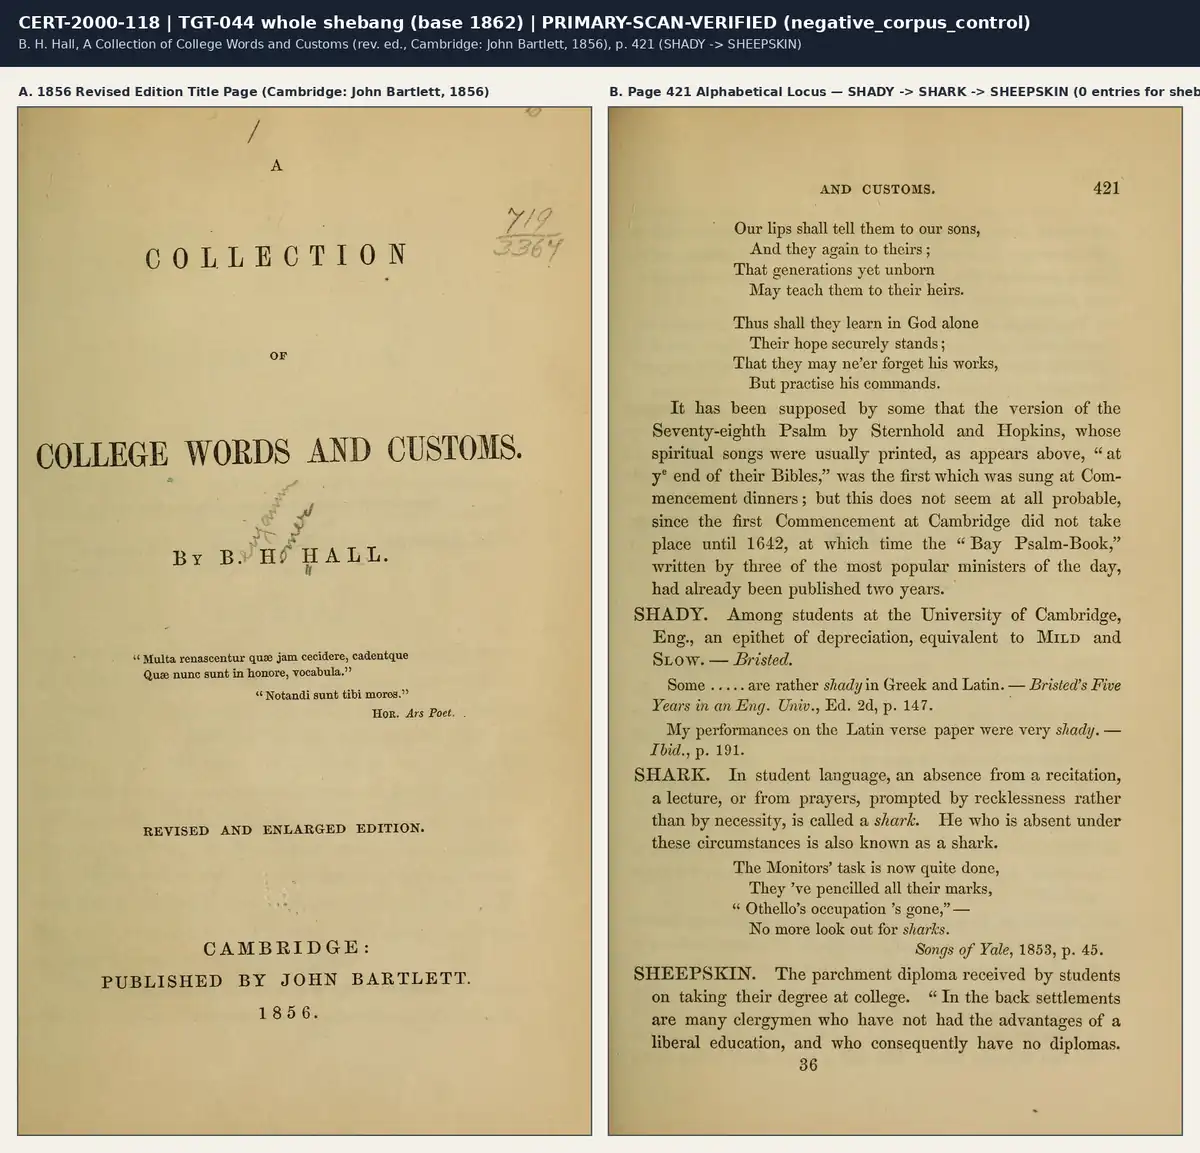 CERT-2000-118 | TGT-044 whole shebang (base 1862) | PRIMARY-SCAN-VERIFIED (negative_corpus_control)
B. H. Hall, A Collection of College Words and Customs (rev. ed., Cambridge: John Bartlett, 1856), p. 421 (SHADY -> SHEEPSKIN)
A. 1856 Revised Edition Title Page (Cambridge: John Bartlett, 1856)
A
719
3364
COLLECTION
OF
COLLEGE WORDS AND CUSTOMS.
enjamin
omer
BY B. H. HALL.
“Multa renascentur quæ jam cecidere, cadentque
Quæ nunc sunt in honore, vocabula.”
“Notandi sunt tibi mores.”
HOR. Ars Poet.
REVISED AND ENLARGED EDITION.
CAMBRIDGE:
PUBLISHED BY JOHN BARTLETT.
1856.
B. Page 421 Alphabetical Locus — SHADY -> SHARK -> SHEEPSKIN (0 entries for sheb
AND CUSTOMS. 421
Our lips shall tell them to our sons,
And they again to theirs;
That generations yet unborn
May teach them to their heirs.
Thus shall they learn in God alone
Their hope securely stands;
That they may ne'er forget his works,
But practise his commands.
It has been supposed by some that the version of the
Seventy-eighth Psalm by Sternhold and Hopkins, whose
spiritual songs were usually printed, as appears above, “at
yᵉ end of their Bibles,” was the first which was sung at Com-
mencement dinners; but this does not seem at all probable,
since the first Commencement at Cambridge did not take
place until 1642, at which time the “Bay Psalm-Book,”
written by three of the most popular ministers of the day,
had already been published two years.
SHADY. Among students at the University of Cambridge,
Eng., an epithet of depreciation, equivalent to MILD and
SLOW. — Bristed.
Some ..... are rather shady in Greek and Latin. — Bristed's Five
Years in an Eng. Univ., Ed. 2d, p. 147.
My performances on the Latin verse paper were very shady. —
Ibid., p. 191.
SHARK. In student language, an absence from a recitation,
a lecture, or from prayers, prompted by recklessness rather
than by necessity, is called a shark. He who is absent under
these circumstances is also known as a shark.
The Monitors' task is now quite done,
They 've pencilled all their marks,
“Othello's occupation 's gone,” —
No more look out for sharks.
Songs of Yale, 1853, p. 45.
SHEEPSKIN. The parchment diploma received by students
on taking their degree at college. “In the back settlements
are many clergymen who have not had the advantages of a
liberal education, and who consequently have no diplomas.
36